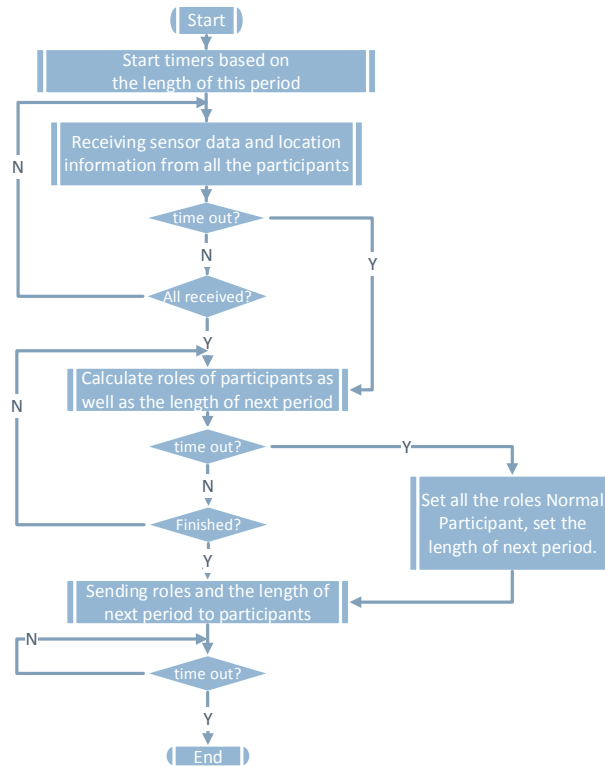 Start
Start timers based on
the length of this period
Receiving sensor data and location
information from all the participants
N
time out?
Y
N
All received?
Y
Calculate roles of participants as
well as the length of next period
N
time out?
Y
N
Set all the roles Normal
Participant, set the
length of next period.
Finished?
Y
Sending roles and the length of
next period to participants
N
time out?
Y
End